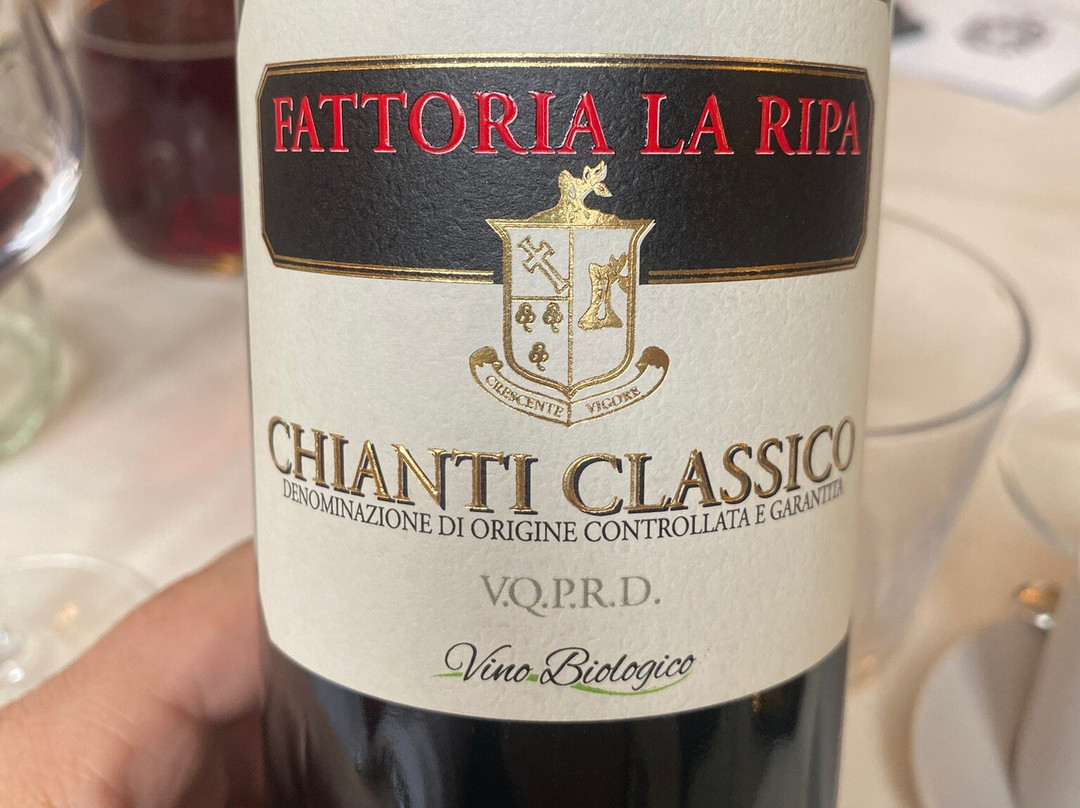 FATTORIA LA RIPA
CRESCENTE VIGORE
CHIANTI CLASSICO
DENOMINAZIONE DI ORIGINE CONTROLLATA E GARANTITA
V.Q.P.R.D.
Vino Biologico